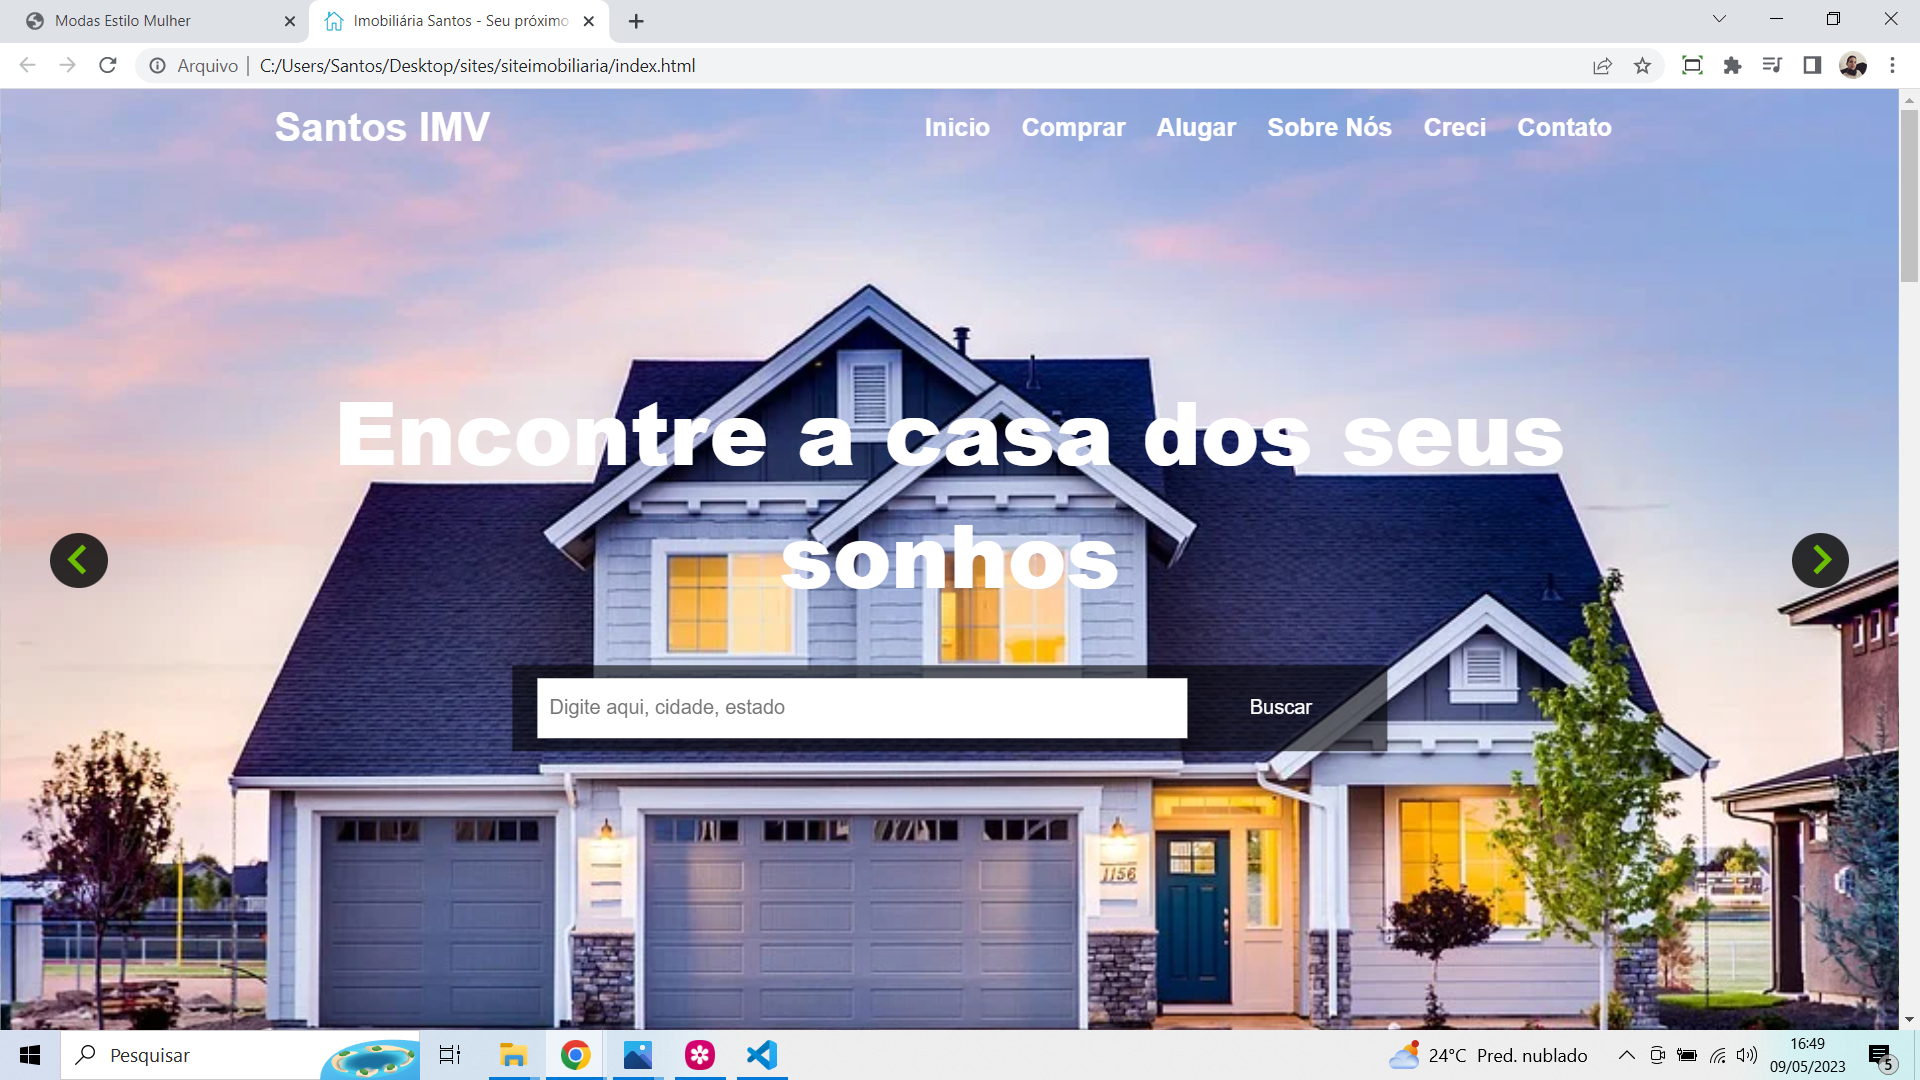 Modas Estilo Mulher
Imobiliária Santos - Seu próximo
Arquivo
C:/Users/Santos/Desktop/sites/siteimobiliaria/index.html
Santos IMV
Inicio Comprar Alugar Sobre Nós Creci Contato
Encontre a casa dos seus
sonhos
Digite aqui, cidade, estado
Buscar
1156
Pesquisar
24°C Pred. nublado
16:49
09/05/2023
5